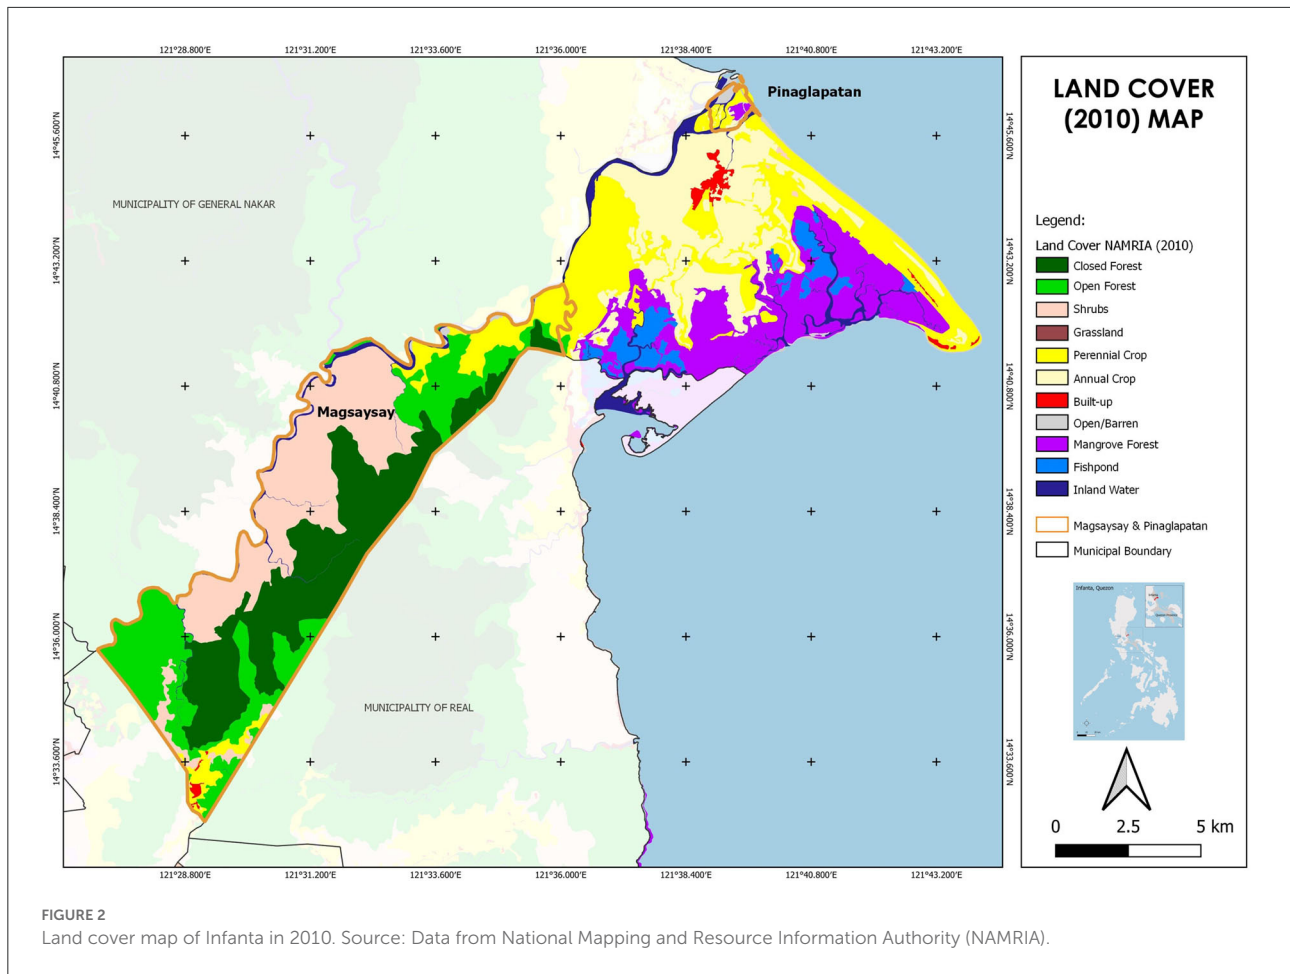 121°28.800'E 121°31.200'E 121°33.600'E 121°36.000'E 121°38.400'E 121°40.800'E 121°43.200'E
LAND COVER
(2010) MAP
Pinaglapatan
14°45.600'N 14°45.600'N
MUNICIPALITY OF GENERAL NAKAR
14°43.200'N 14°43.200'N
Magsaysay
14°40.800'N 14°40.800'N
14°38.400'N 14°38.400'N
14°36.000'N 14°36.000'N
MUNICIPALITY OF REAL
14°33.600'N 14°33.600'N
121°28.800'E 121°31.200'E 121°33.600'E 121°36.000'E 121°38.400'E 121°40.800'E 121°43.200'E
Legend:
Land Cover NAMRIA (2010)
Closed Forest
Open Forest
Shrubs
Grassland
Perennial Crop
Annual Crop
Built-up
Open/Barren
Mangrove Forest
Fishpond
Inland Water
Magsaysay & Pinaglapatan
Municipal Boundary
Infanta, Quezon
0 2.5 5 km
FIGURE 2
Land cover map of Infanta in 2010. Source: Data from National Mapping and Resource Information Authority (NAMRIA).